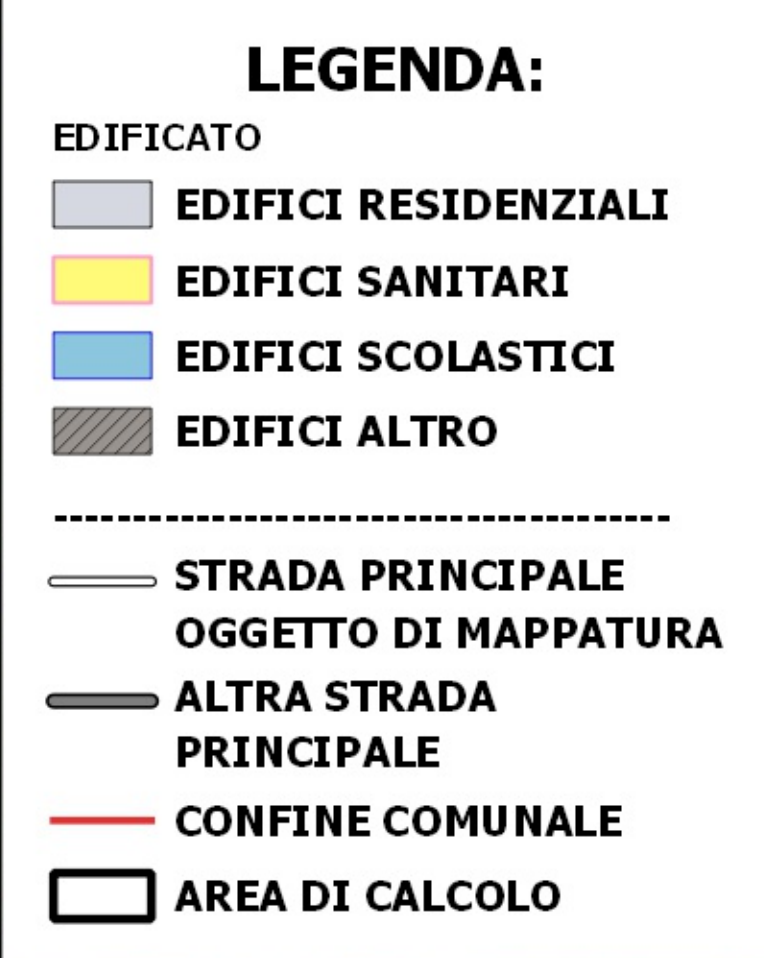 LEGENDA:
EDIFICATO
EDIFICI RESIDENZIALI
EDIFICI SANITARI
EDIFICI SCOLASTICI
EDIFICI ALTRO
---------------------------------------
STRADA PRINCIPALE
OGGETTO DI MAPPATURA
ALTRA STRADA
PRINCIPALE
CONFINE COMUNALE
AREA DI CALCOLO